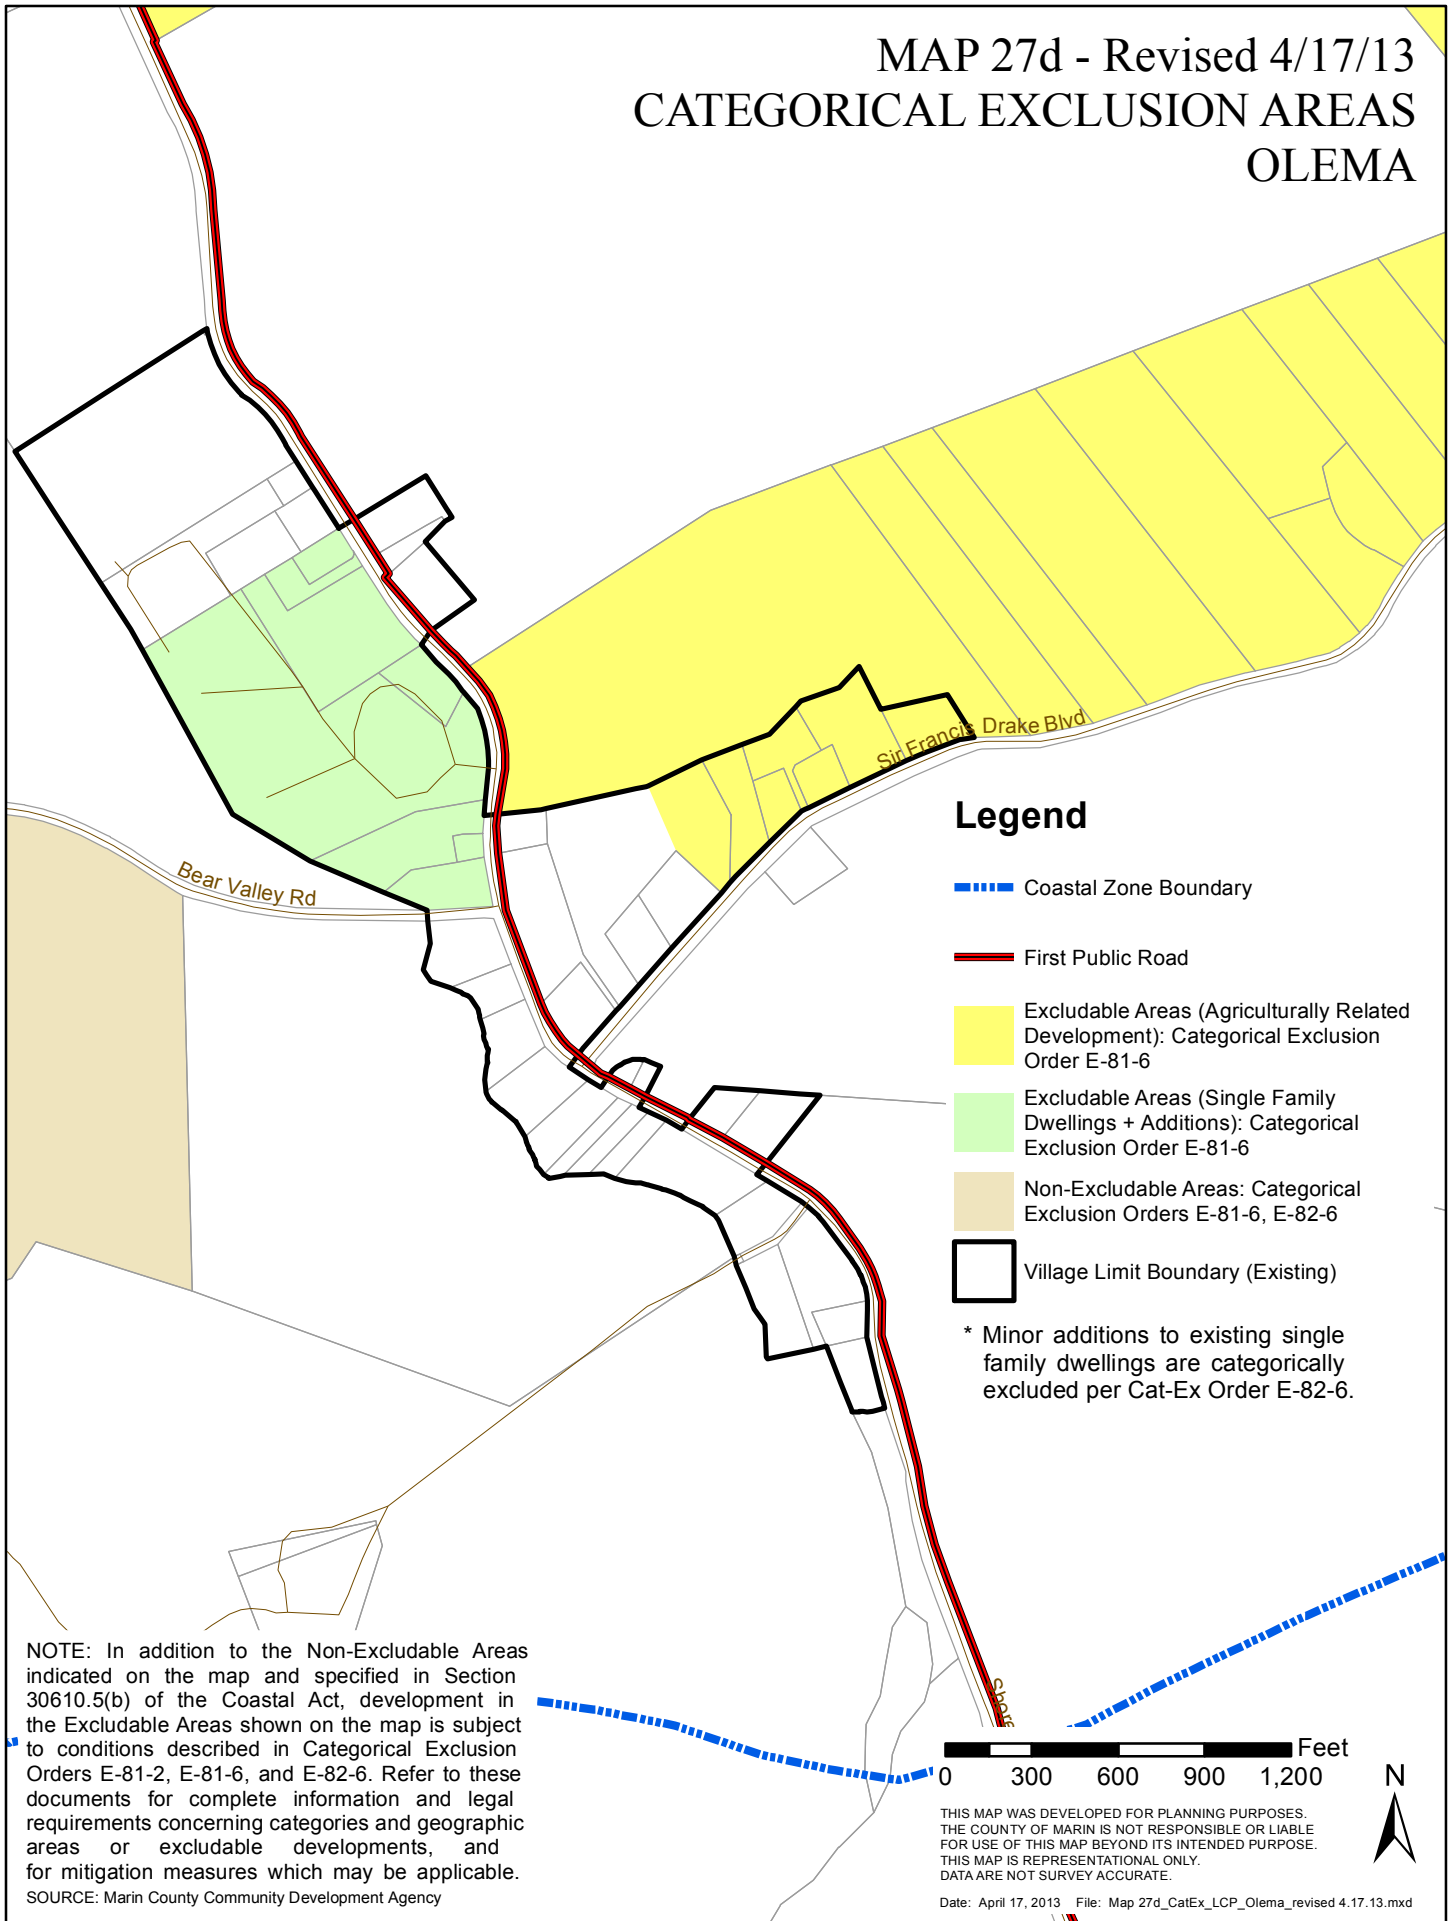 MAP 27d - Revised 4/17/13
CATEGORICAL EXCLUSION AREAS
OLEMA
Sir Francis Drake Blvd
Bear Valley Rd
Legend
Coastal Zone Boundary
First Public Road
Excludable Areas (Agriculturally Related
Development): Categorical Exclusion
Order E-81-6
Excludable Areas (Single Family
Dwellings + Additions): Categorical
Exclusion Order E-81-6
Non-Excludable Areas: Categorical
Exclusion Orders E-81-6, E-82-6
Village Limit Boundary (Existing)
* Minor additions to existing single
family dwellings are categorically
excluded per Cat-Ex Order E-82-6.
NOTE: In addition to the Non-Excludable Areas
indicated on the map and specified in Section
30610.5(b) of the Coastal Act, development in
the Excludable Areas shown on the map is subject
to conditions described in Categorical Exclusion
Orders E-81-2, E-81-6, and E-82-6. Refer to these
documents for complete information and legal
requirements concerning categories and geographic
areas or excludable developments, and
for mitigation measures which may be applicable.
SOURCE: Marin County Community Development Agency
Shore
Feet
0 300 600 900 1,200
N
THIS MAP WAS DEVELOPED FOR PLANNING PURPOSES.
THE COUNTY OF MARIN IS NOT RESPONSIBLE OR LIABLE
FOR USE OF THIS MAP BEYOND ITS INTENDED PURPOSE.
THIS MAP IS REPRESENTATIONAL ONLY.
DATA ARE NOT SURVEY ACCURATE.
Date: April 17, 2013 File: Map 27d_CatEx_LCP_Olema_revised 4.17.13.mxd